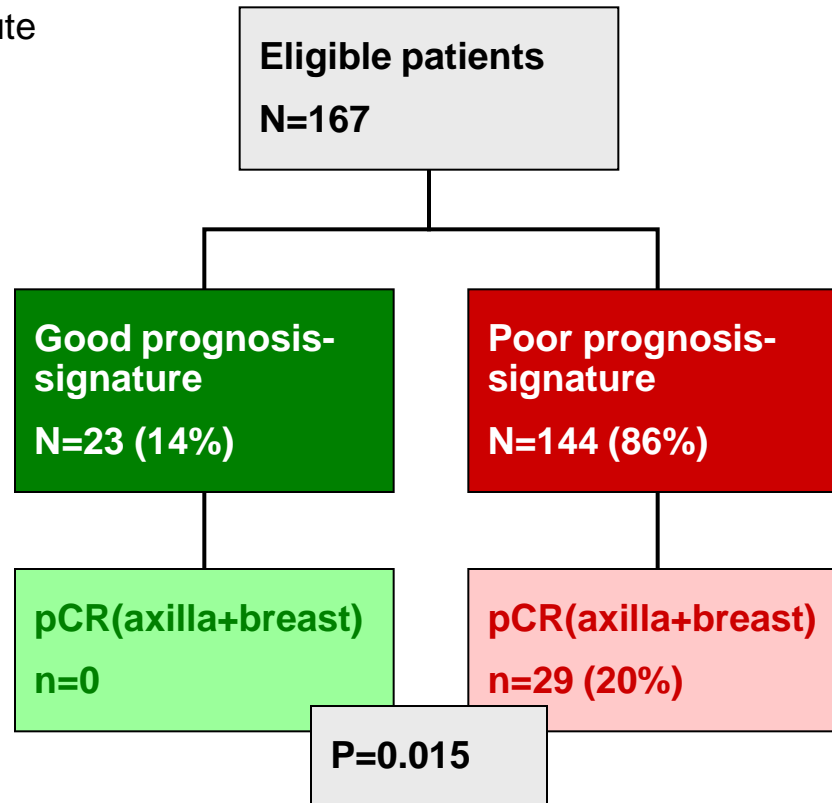 Eligible patients
N=167
Good prognosis-
signature
N=23 (14%)
Poor prognosis-
signature
N=144 (86%)
pCR(axilla+breast)
n=0
pCR(axilla+breast)
n=29 (20%)
P=0.015